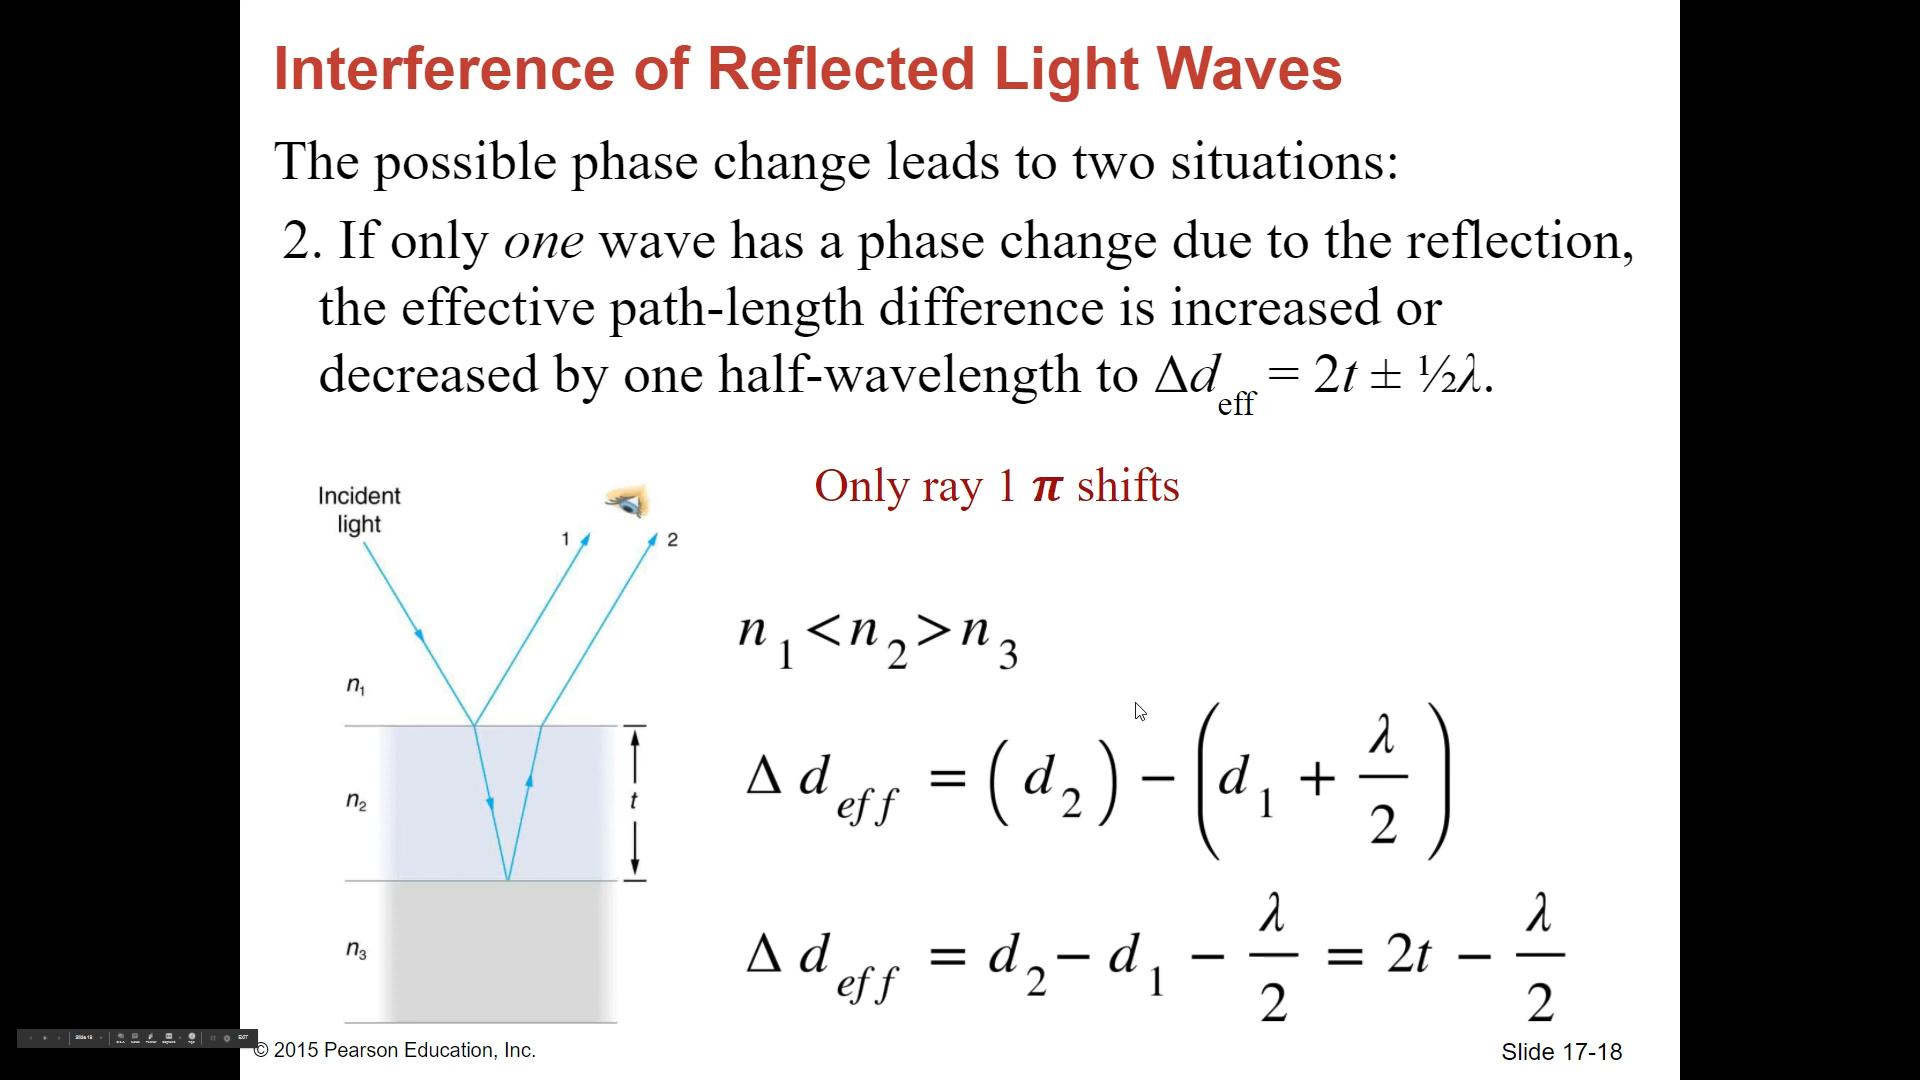 Interference of Reflected Light Waves
The possible phase change leads to two situations:
2. If only one wave has a phase change due to the reflection,
the effective path-length difference is increased or
decreased by one half-wavelength to Δd_eff = 2t ± ½λ.
Only ray 1 π shifts
Incident
light
1
2
n₁ < n₂ > n₃
n₁
Δd_eff = (d₂) − (d₁ + λ/2)
n₂
t
Δd_eff = d₂ − d₁ − λ/2 = 2t − λ/2
n₃
Slide 18
EXIT
© 2015 Pearson Education, Inc.
Slide 17-18